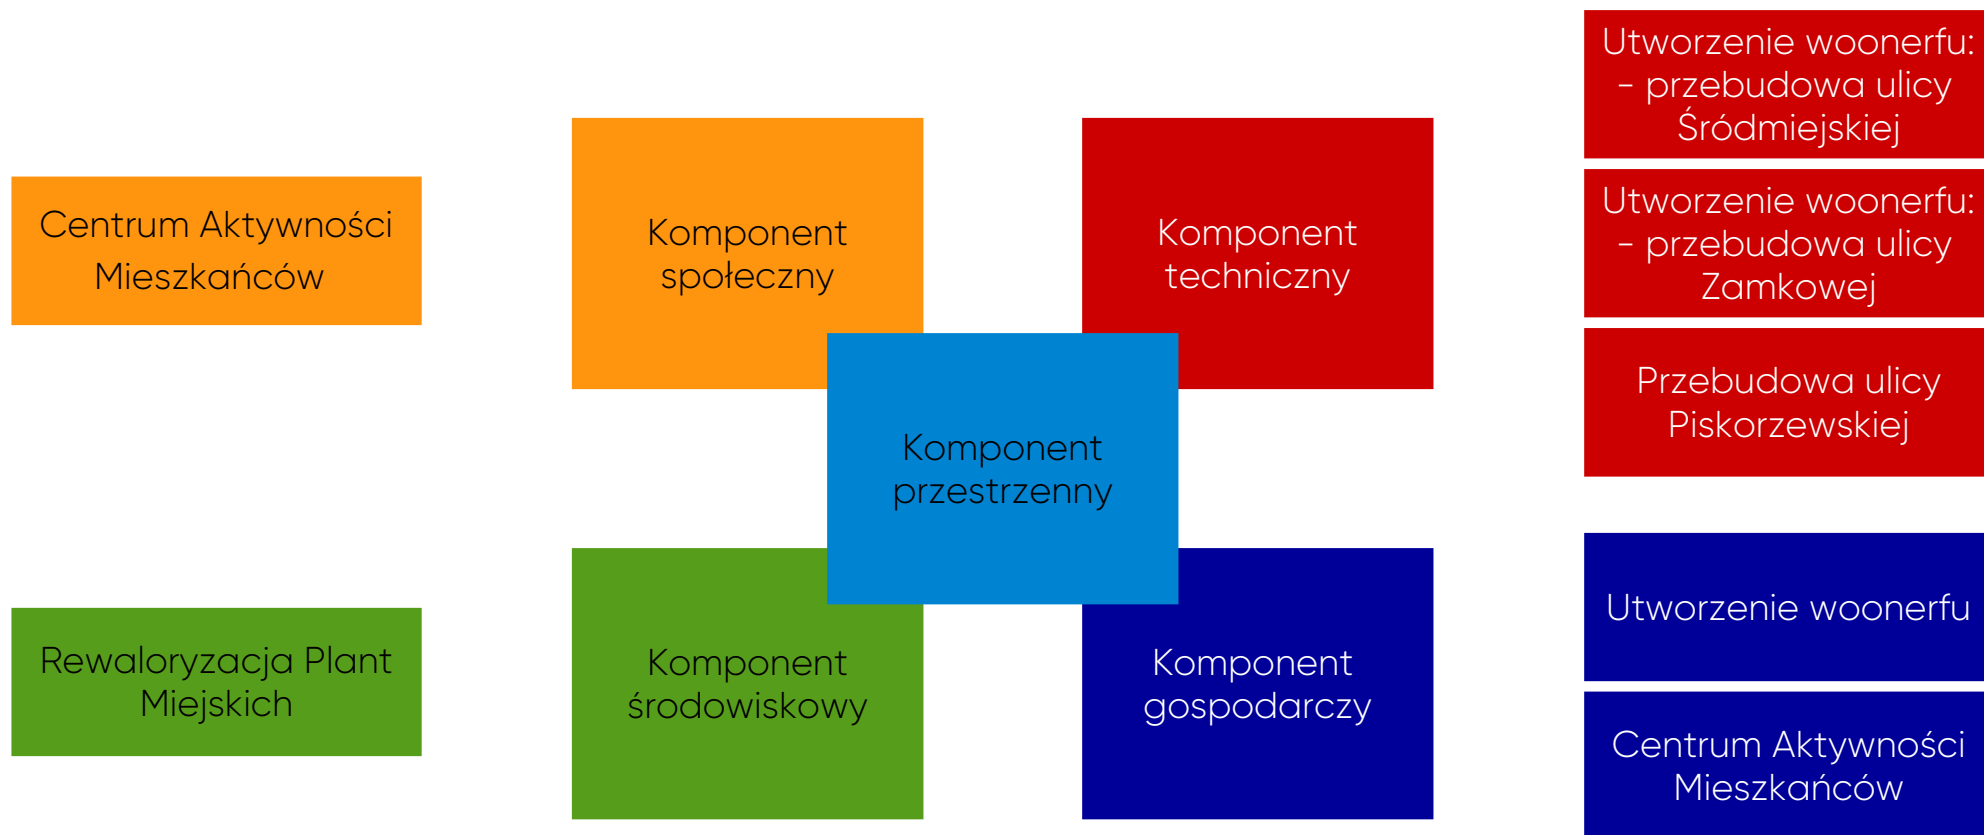 Centrum Aktywności
Mieszkańców
Rewaloryzacja Plant
Miejskich
Komponent
społeczny
Komponent
techniczny
Komponent
przestrzenny
Komponent
środowiskowy
Komponent
gospodarczy
Utworzenie woonerfu:
- przebudowa ulicy
Śródmiejskiej
Utworzenie woonerfu:
- przebudowa ulicy
Zamkowej
Przebudowa ulicy
Piskorzewskiej
Utworzenie woonerfu
Centrum Aktywności
Mieszkańców